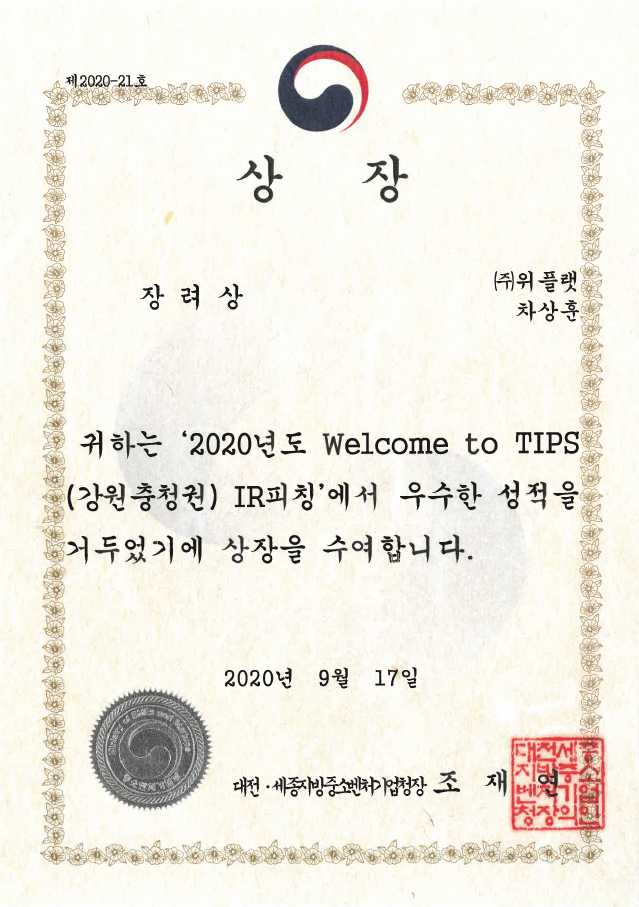 제2020-21호
상 장
장 려 상
㈜위플랫
차상훈
귀하는 ‘2020년도 Welcome to TIPS
(강원충청권) IR피칭’에서 우수한 성적을
거두었기에 상장을 수여합니다.
2020년 9월 17일
대전·세종지방중소벤처기업청장 조 재 연